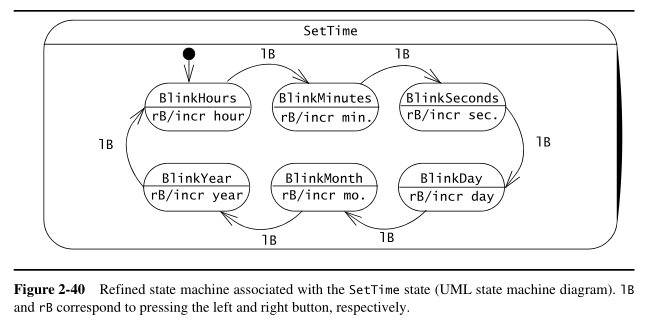 SetTime
lB
lB
BlinkHours
rB/incr hour
BlinkMinutes
rB/incr min.
BlinkSeconds
rB/incr sec.
lB
lB
BlinkYear
rB/incr year
BlinkMonth
rB/incr mo.
BlinkDay
rB/incr day
lB
lB
Figure 2-40 Refined state machine associated with the SetTime state (UML state machine diagram). lB
and rB correspond to pressing the left and right button, respectively.